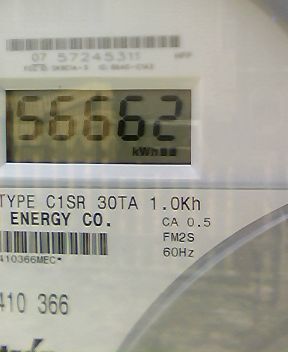 07 57245311
56662
kWh
TYPE C1SR 30TA 1.0Kh
ENERGY CO.
CA 0.5
FM2S
60Hz
410366MEC*
410 366